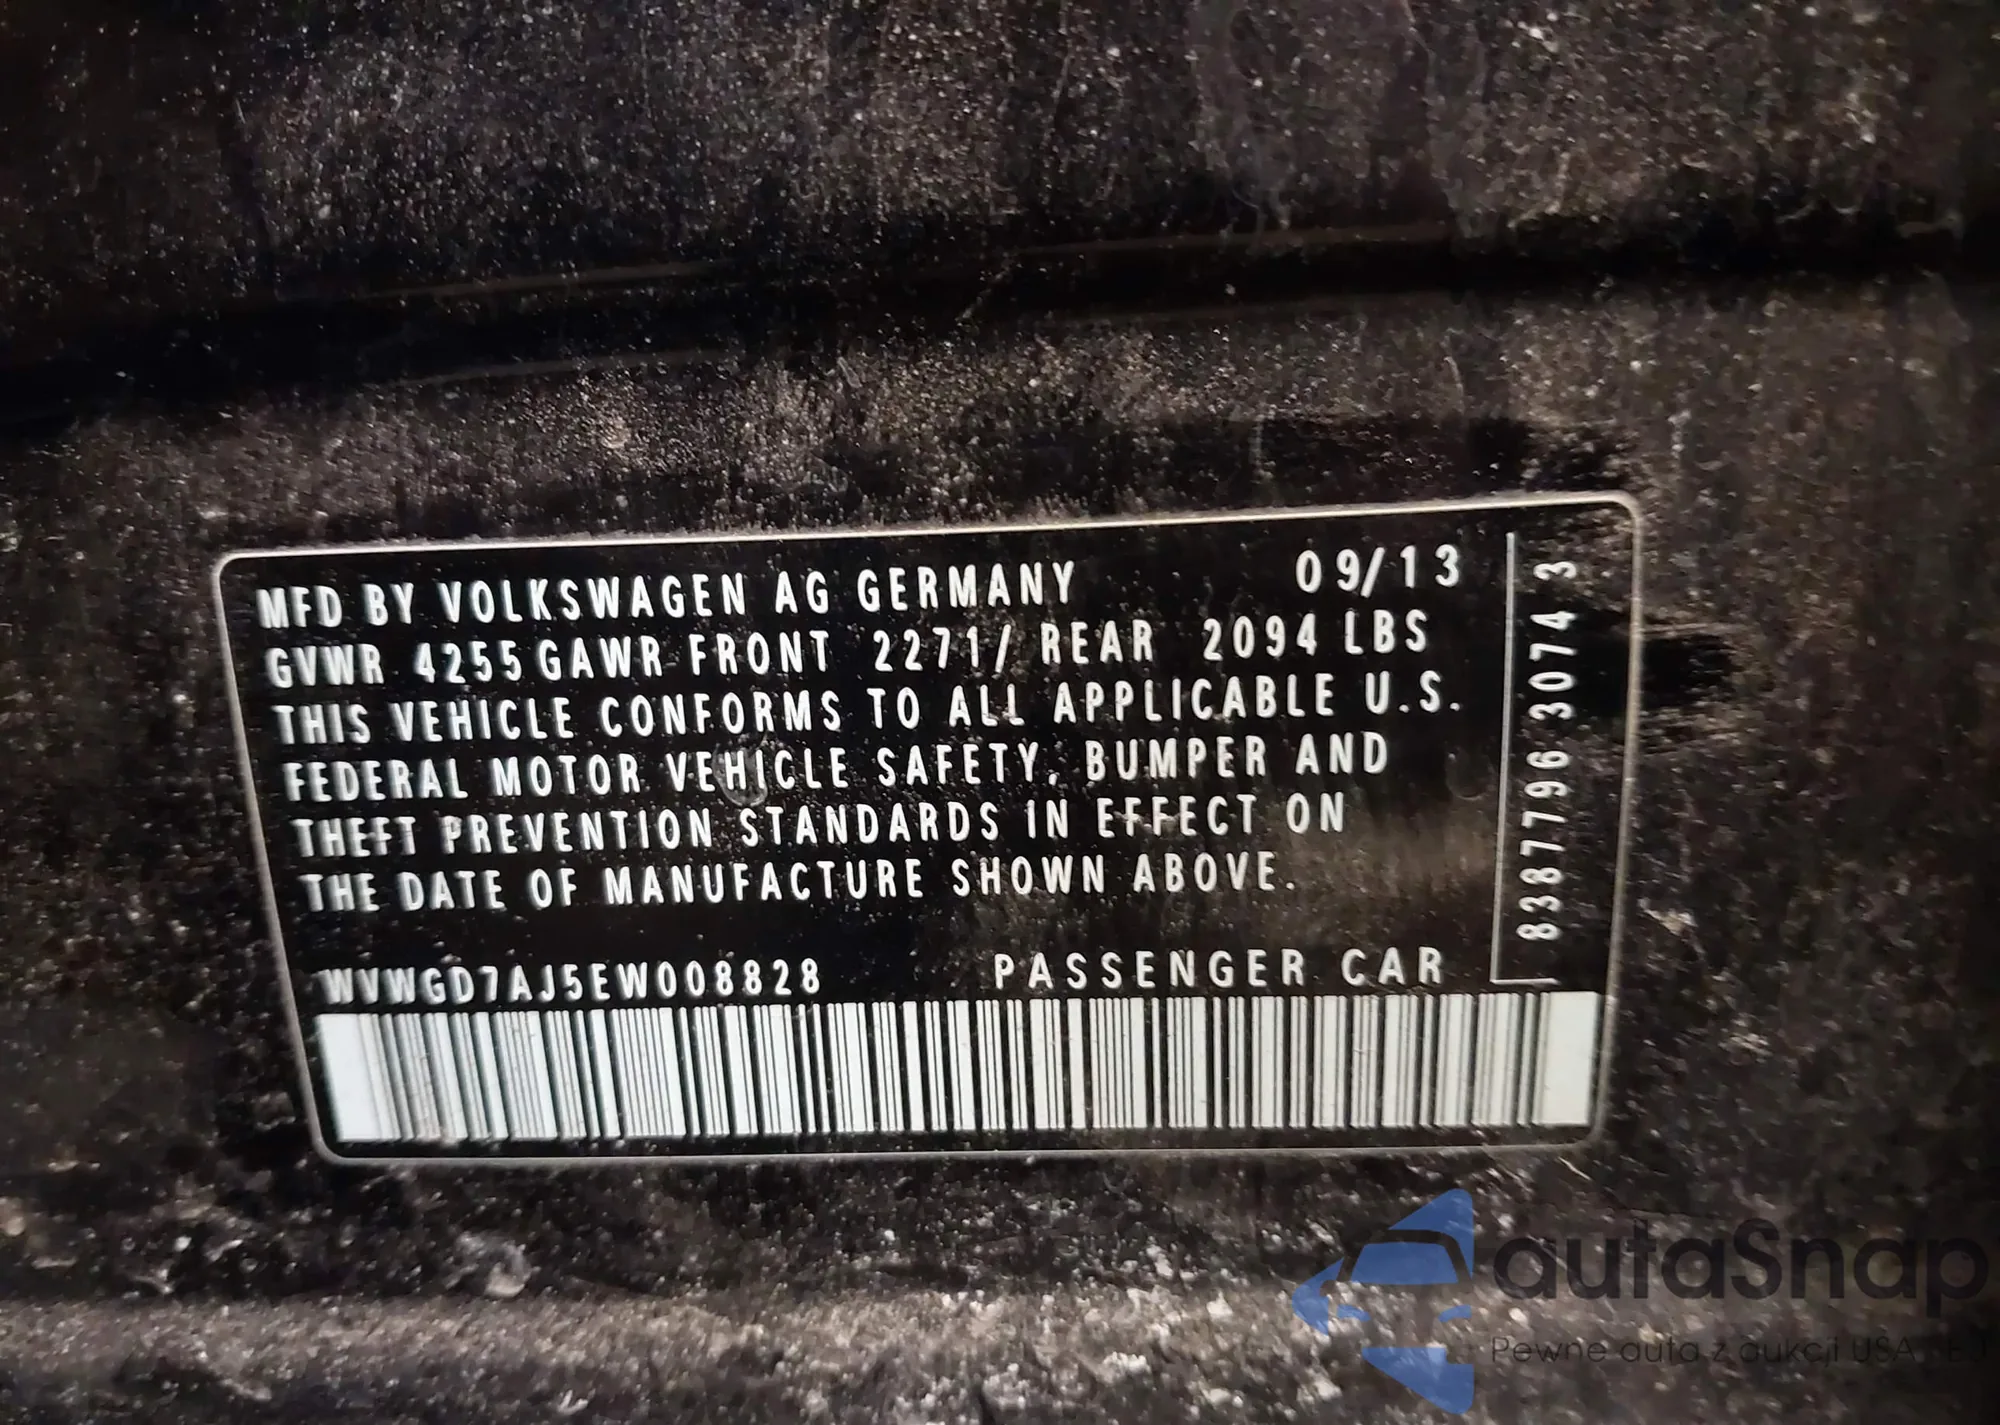 MFD BY VOLKSWAGEN AG GERMANY 09/13
GVWR 4255 GAWR FRONT 2271/ REAR 2094 LBS
THIS VEHICLE CONFORMS TO ALL APPLICABLE U.S.
FEDERAL MOTOR VEHICLE SAFETY, BUMPER AND
THEFT PREVENTION STANDARDS IN EFFECT ON
THE DATE OF MANUFACTURE SHOWN ABOVE.
WVWGD7AJ5EW008828 PASSENGER CAR
8387796 3074 3
autaSnap
Pewne auta z aukcji USA